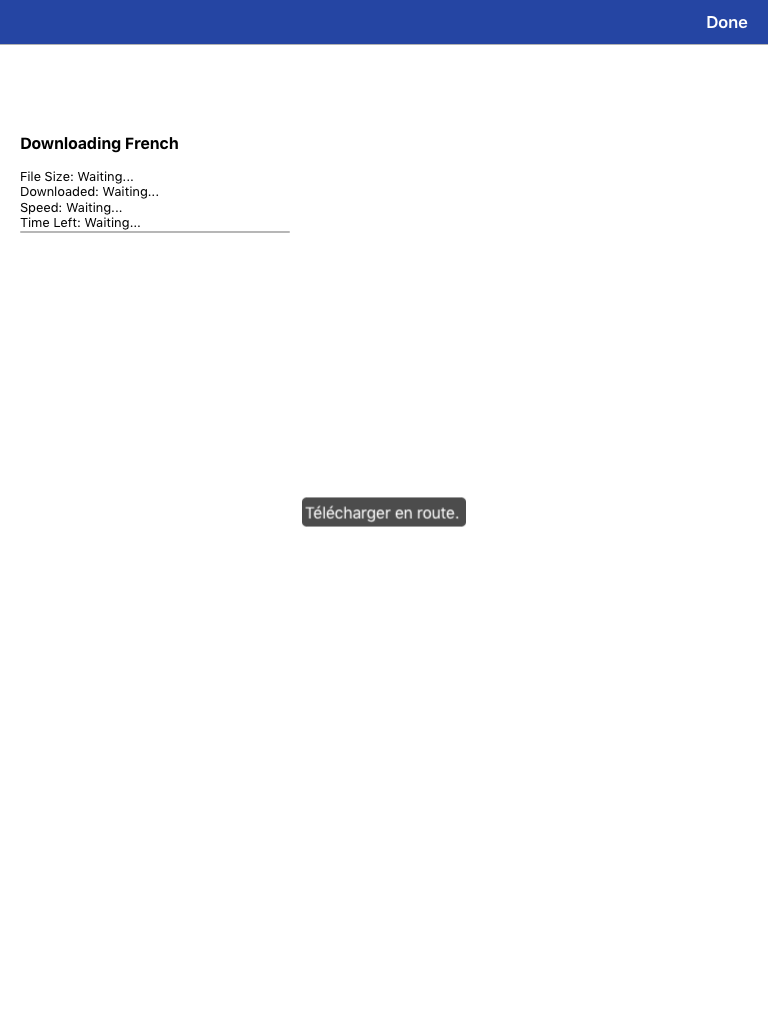 Done
Downloading French
File Size: Waiting...
Downloaded: Waiting...
Speed: Waiting...
Time Left: Waiting...
Télécharger en route.